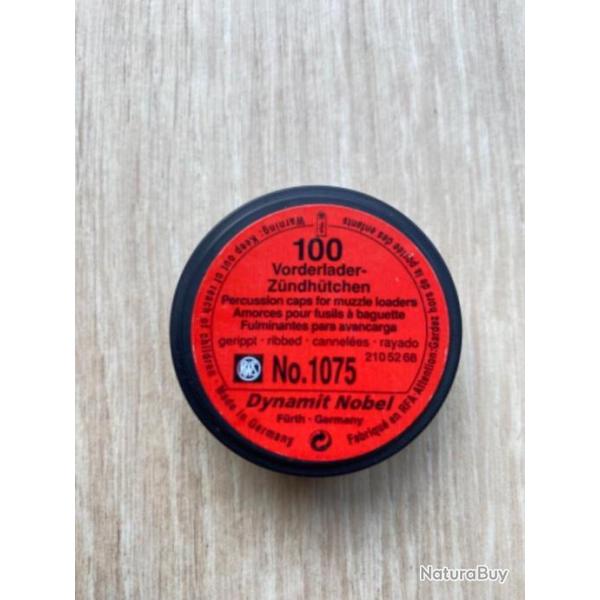 100
Vorderlader-
Zündhütchen
Percussion caps for muzzle loaders
Amorces pour fusils à baguette
Fulminantes para avancarga
gerippt · ribbed · cannelées · rayado
210 52 68
RWS No.1075
Dynamit Nobel
Fürth · Germany
Warning: Keep out of reach of children · Made in Germany
Fabriqué en RFA Attention: Gardez hors de la portée des enfants
NaturaBuy